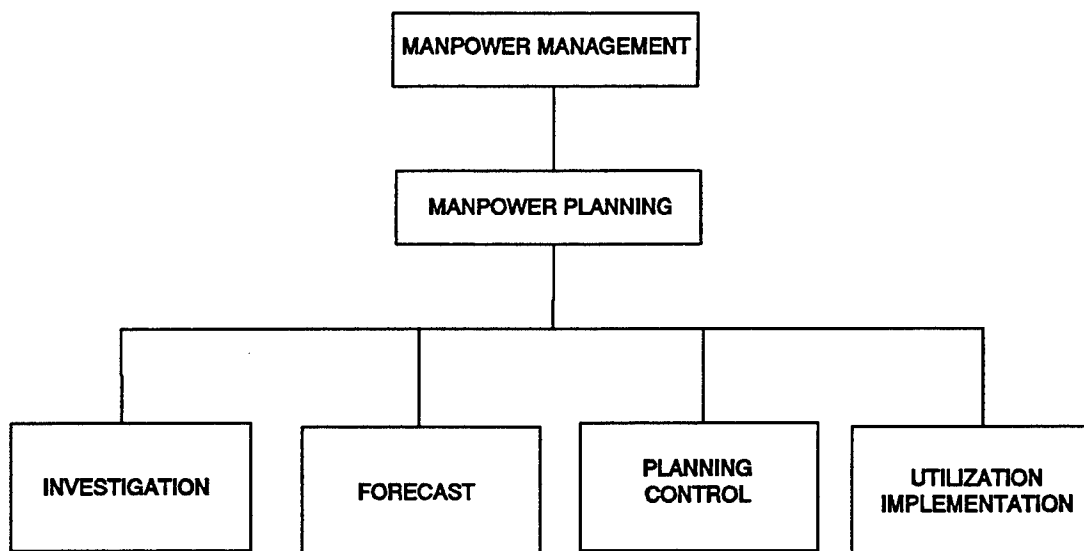 MANPOWER MANAGEMENT
MANPOWER PLANNING
INVESTIGATION
FORECAST
PLANNING
CONTROL
UTILIZATION
IMPLEMENTATION